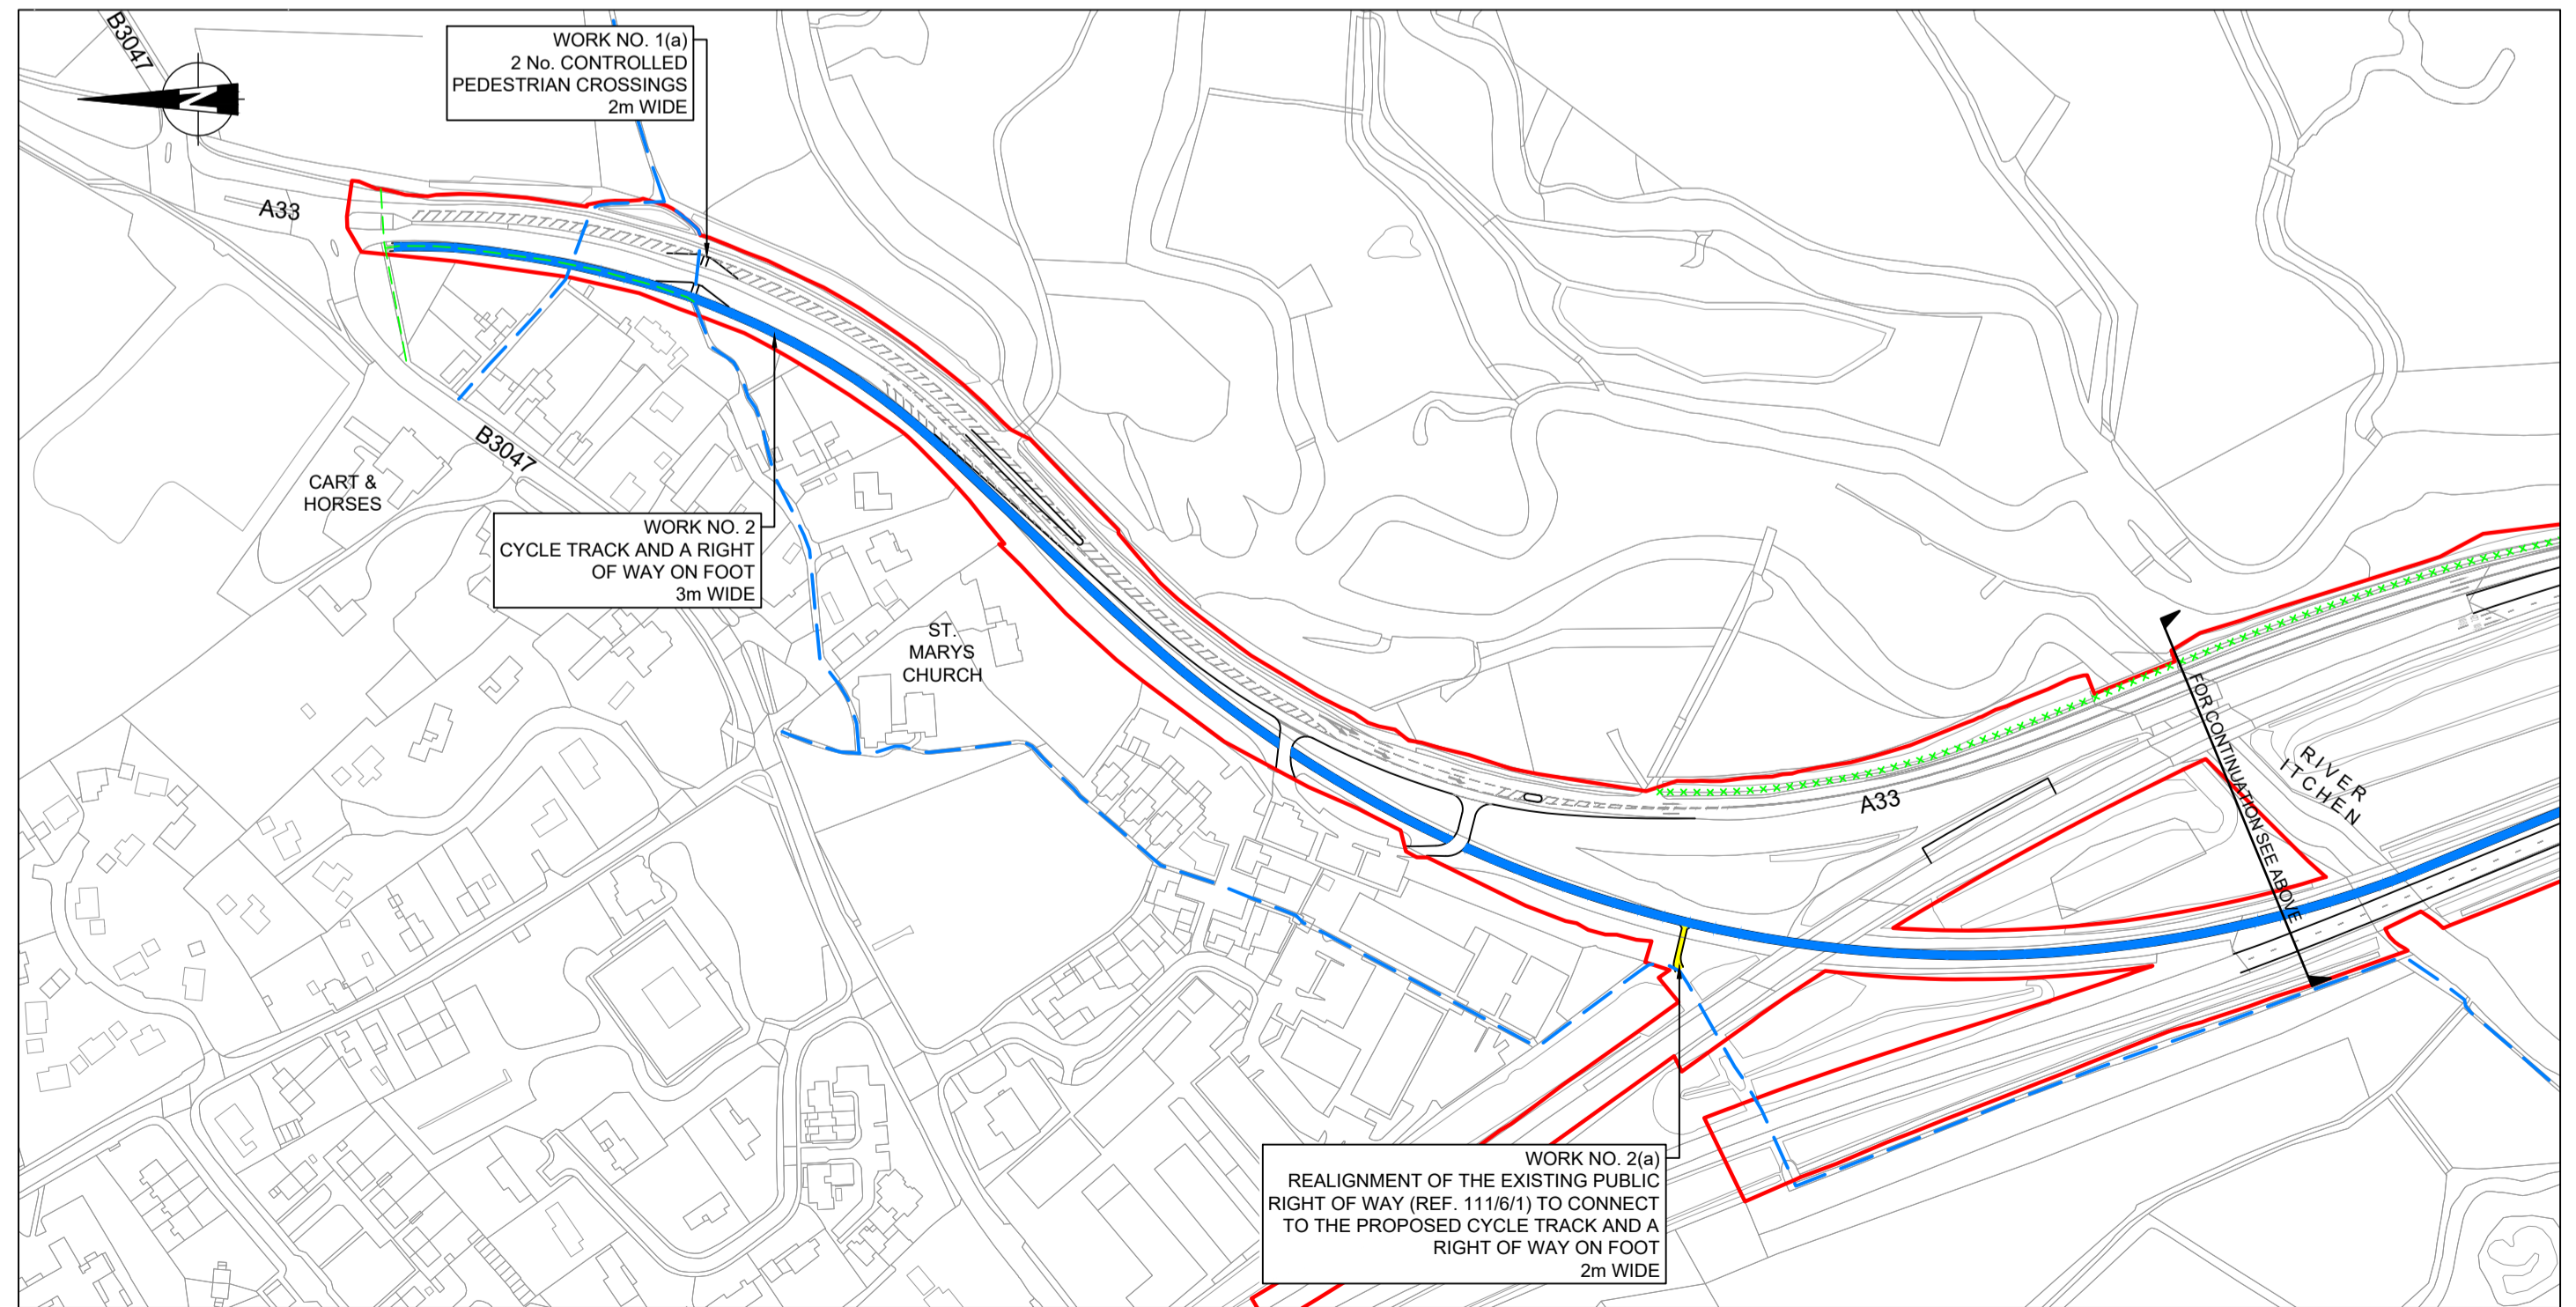 B3047
WORK NO. 1(a)
2 No. CONTROLLED
PEDESTRIAN CROSSINGS
2m WIDE
N
A33
B3047
CART &
HORSES
WORK NO. 2
CYCLE TRACK AND A RIGHT
OF WAY ON FOOT
3m WIDE
ST.
MARYS
CHURCH
A33
FOR CONTINUATION SEE ABOVE
RIVER
ITCHEN
WORK NO. 2(a)
REALIGNMENT OF THE EXISTING PUBLIC
RIGHT OF WAY (REF. 111/6/1) TO CONNECT
TO THE PROPOSED CYCLE TRACK AND A
RIGHT OF WAY ON FOOT
2m WIDE